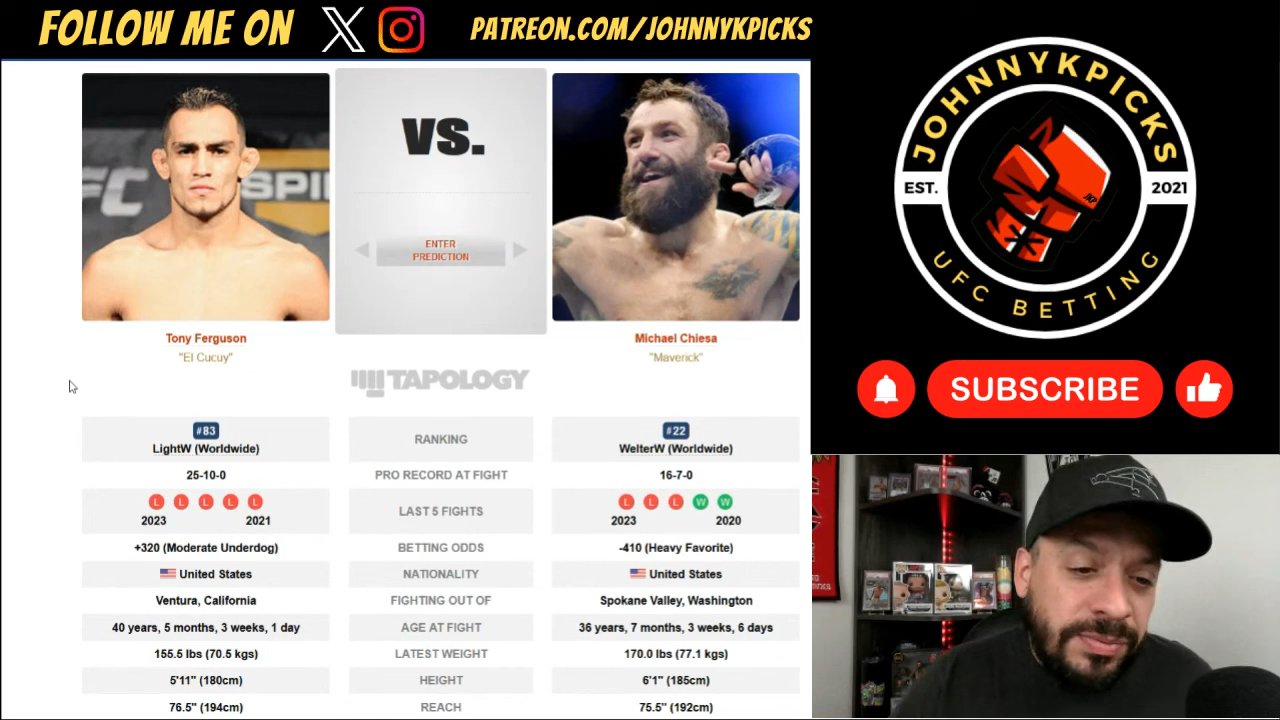 FOLLOW ME ON
PATREON.COM/JOHNNYKPICKS
JOHNNYKPICKS
EST.
2021
UFC BETTING
JKP
SUBSCRIBE
FC
SPI
VS.
ENTER
PREDICTION
Tony Ferguson
"El Cucuy"
Michael Chiesa
"Maverick"
TAPOLOGY
#83
LightW (Worldwide)
RANKING
#22
WelterW (Worldwide)
25-10-0
PRO RECORD AT FIGHT
16-7-0
L L L L L
2023 2021
LAST 5 FIGHTS
L L L W W
2023 2020
+320 (Moderate Underdog)
BETTING ODDS
-410 (Heavy Favorite)
United States
NATIONALITY
United States
Ventura, California
FIGHTING OUT OF
Spokane Valley, Washington
40 years, 5 months, 3 weeks, 1 day
AGE AT FIGHT
36 years, 7 months, 3 weeks, 6 days
155.5 lbs (70.5 kgs)
LATEST WEIGHT
170.0 lbs (77.1 kgs)
5'11" (180cm)
HEIGHT
6'1" (185cm)
76.5" (194cm)
REACH
75.5" (192cm)